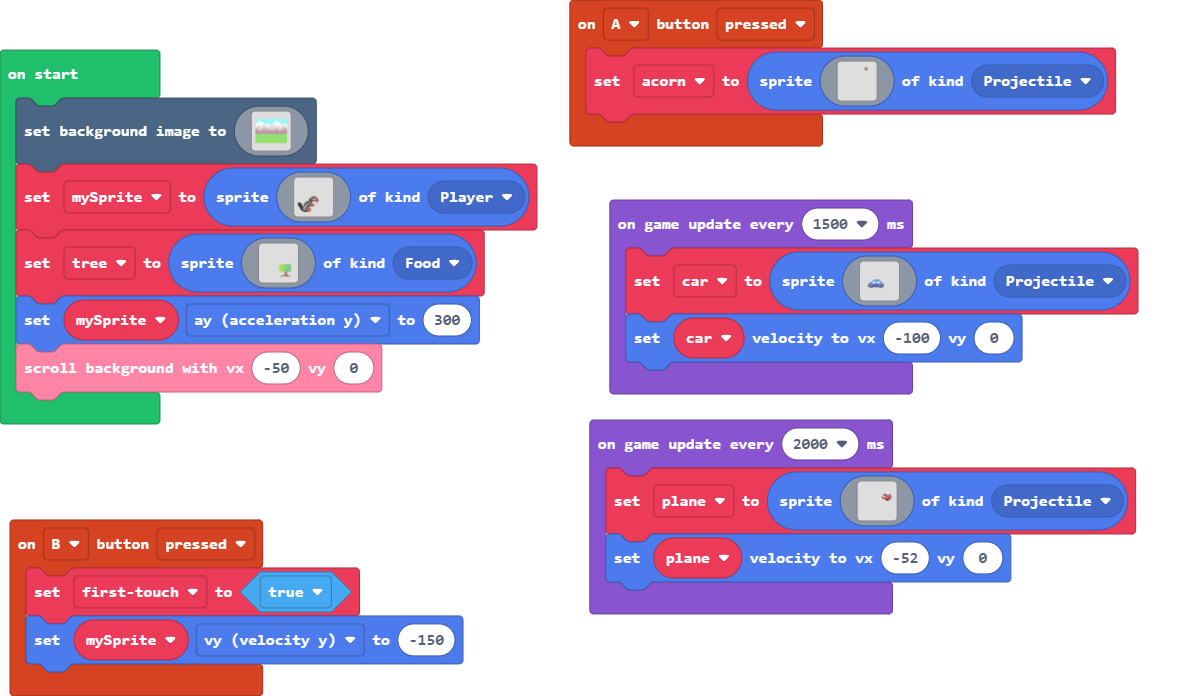 on start
set background image to
set mySprite to sprite of kind Player
set tree to sprite of kind Food
set mySprite ay (acceleration y) to 300
scroll background with vx -50 vy 0
on B button pressed
set first-touch to true
set mySprite vy (velocity y) to -150
on A button pressed
set acorn to sprite of kind Projectile
on game update every 1500 ms
set car to sprite of kind Projectile
set car velocity to vx -100 vy 0
on game update every 2000 ms
set plane to sprite of kind Projectile
set plane velocity to vx -52 vy 0